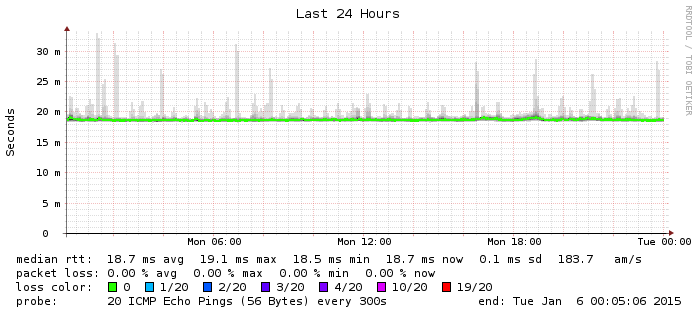 Last 24 Hours
RRDTOOL / TOBI OETIKER
Seconds
30 m
25 m
20 m
15 m
10 m
5 m
0
Mon 06:00 Mon 12:00 Mon 18:00 Tue 00:00
median rtt: 18.7 ms avg 19.1 ms max 18.5 ms min 18.7 ms now 0.1 ms sd 183.7 am/s
packet loss: 0.00 % avg 0.00 % max 0.00 % min 0.00 % now
loss color: 0 1/20 2/20 3/20 4/20 10/20 19/20
probe: 20 ICMP Echo Pings (56 Bytes) every 300s end: Tue Jan 6 00:05:06 2015